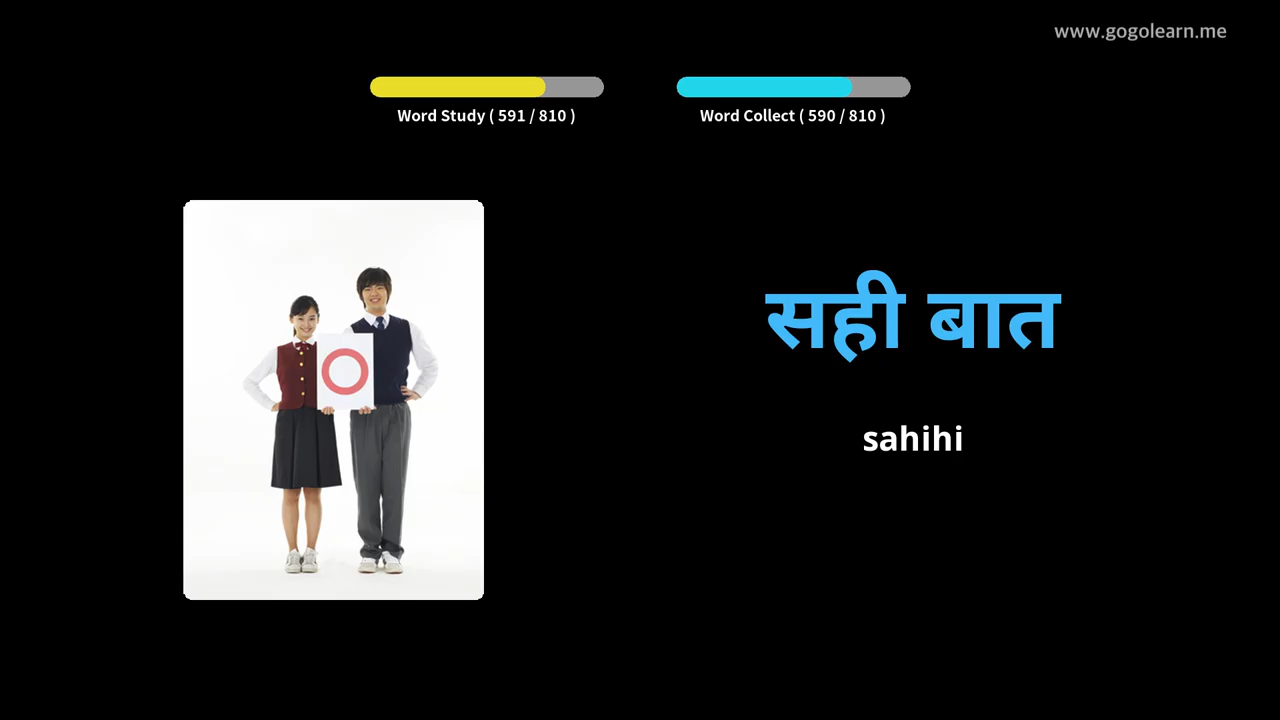 www.gogolearn.me
Word Study ( 591 / 810 )
Word Collect ( 590 / 810 )
सही बात
sahihi